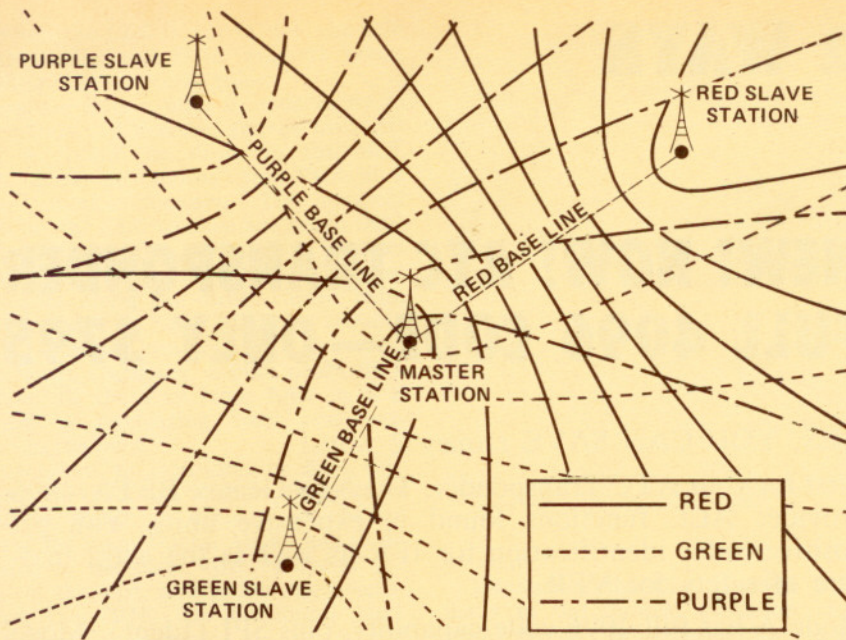 PURPLE SLAVE
STATION
RED SLAVE
STATION
PURPLE BASE LINE
RED BASE LINE
MASTER
STATION
GREEN BASE LINE
GREEN SLAVE
STATION
RED
GREEN
PURPLE